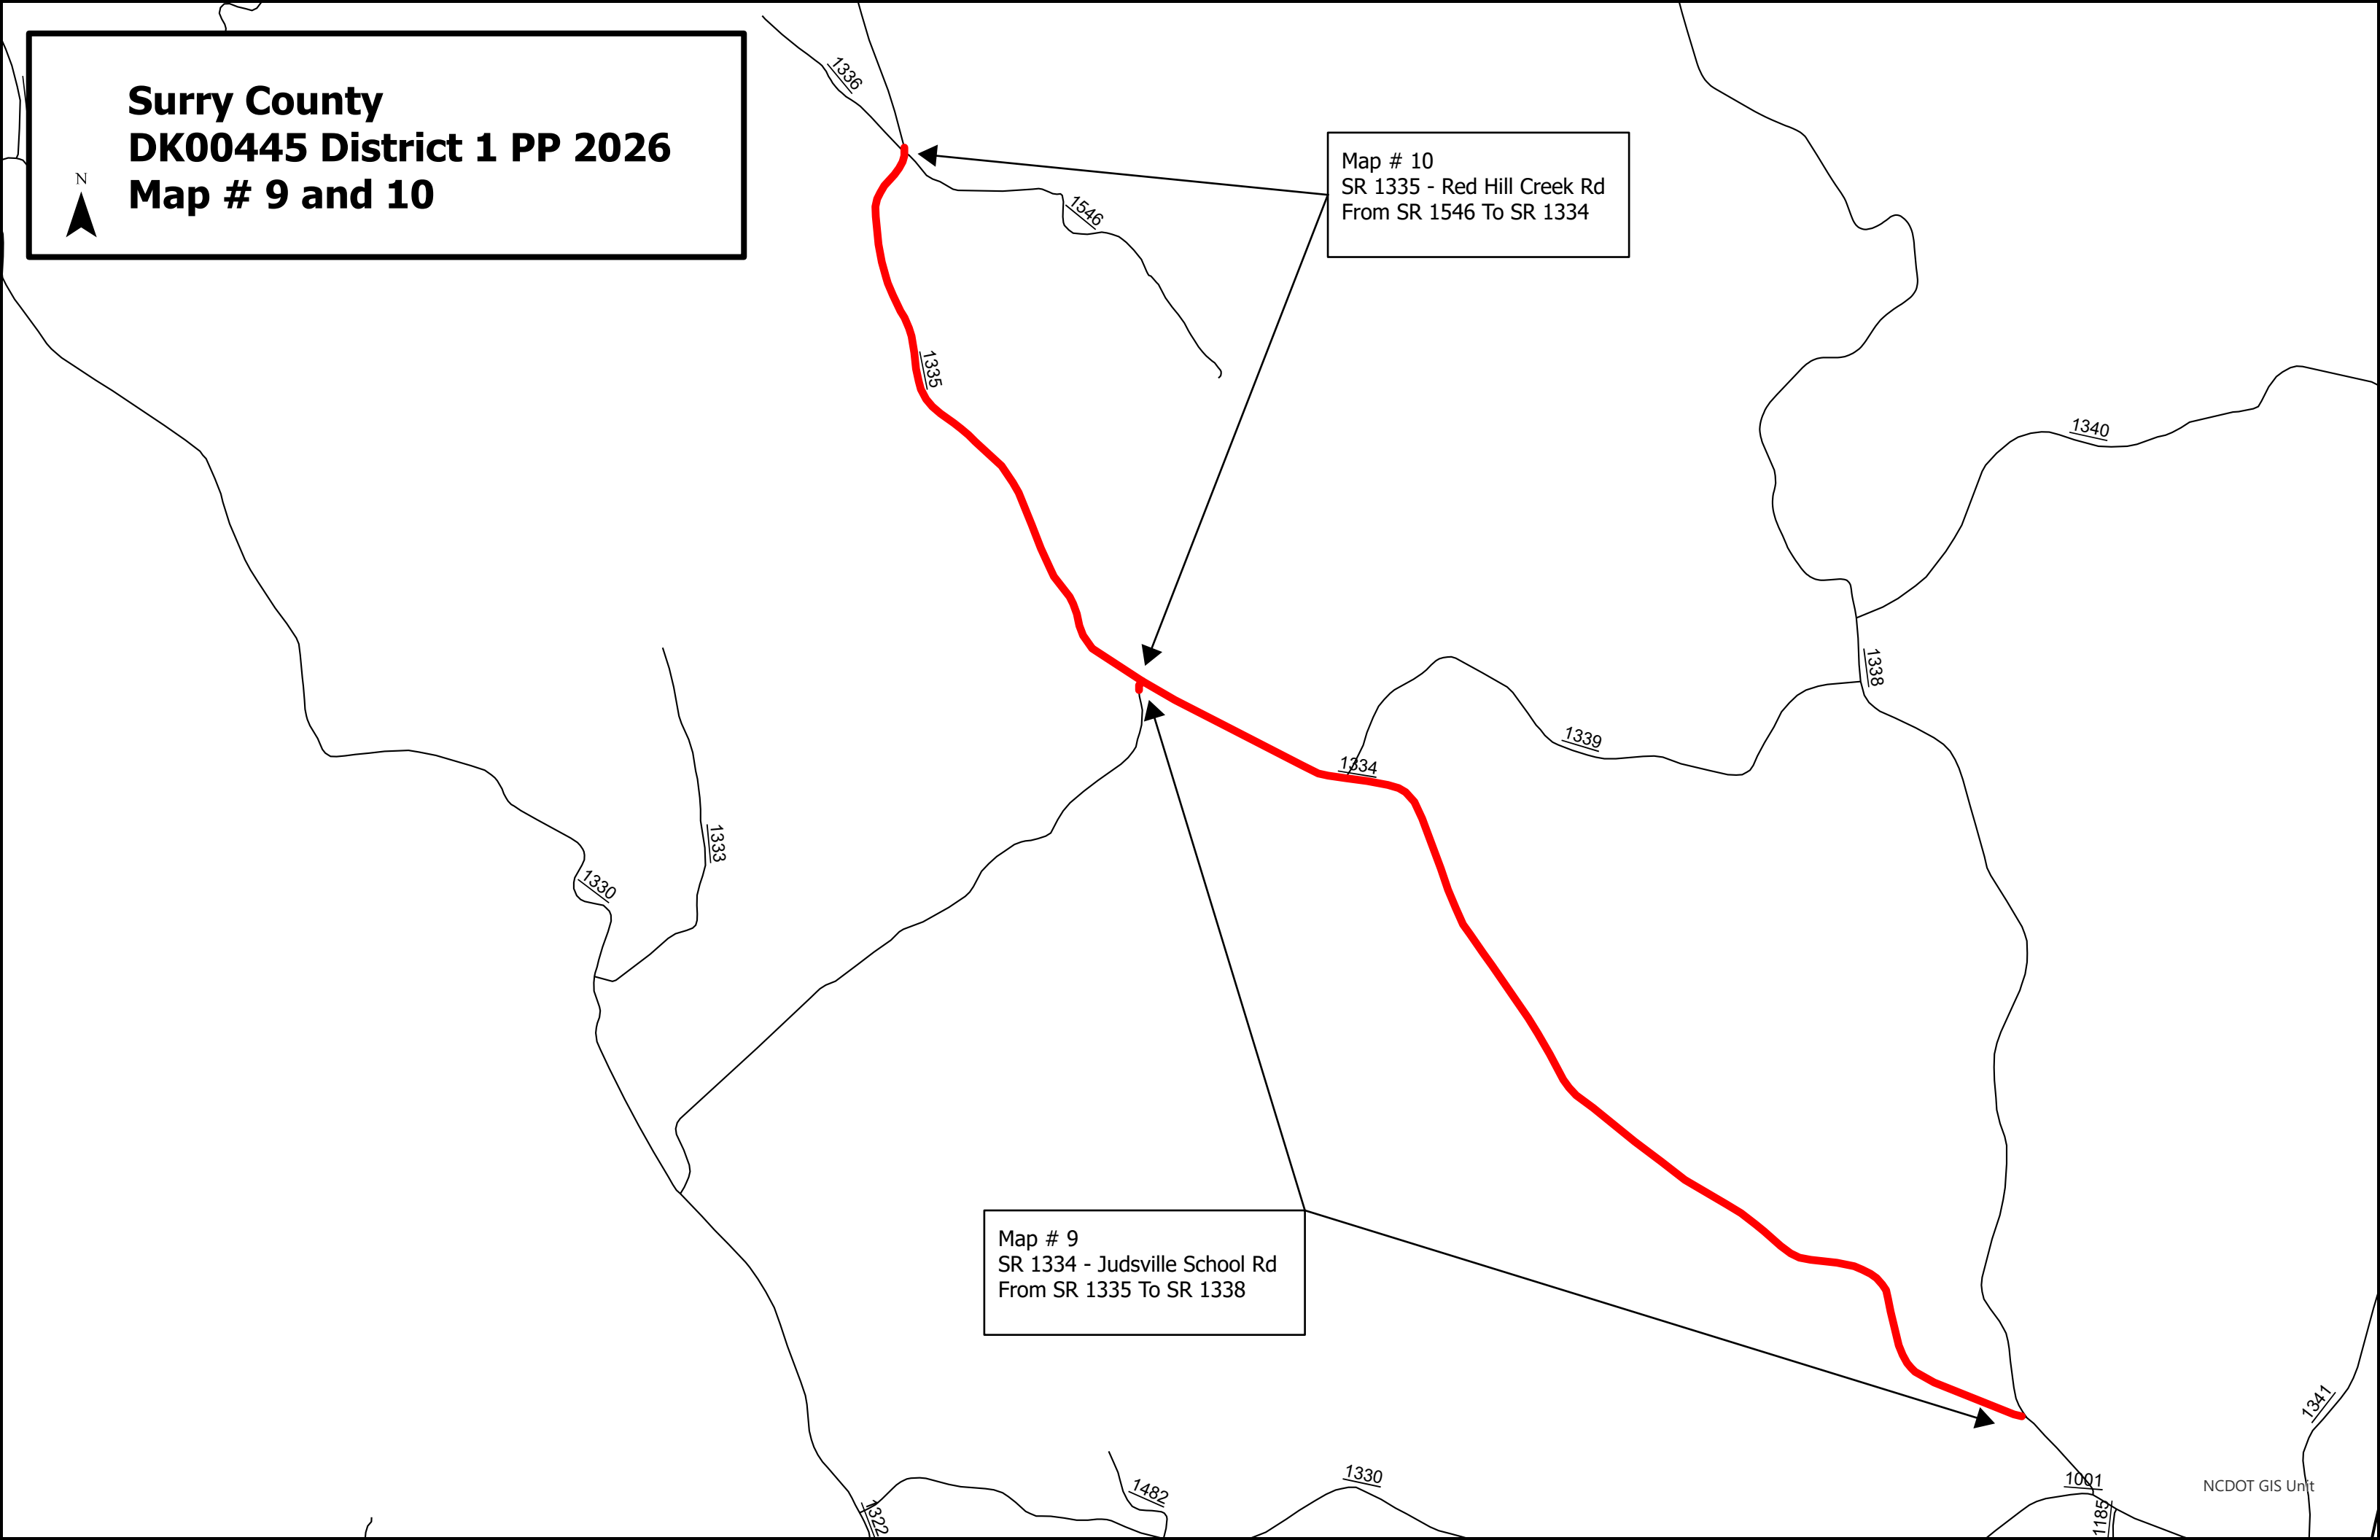 Surry County
DK00445 District 1 PP 2026
Map # 9 and 10
N
1336
Map # 10
SR 1335 - Red Hill Creek Rd
From SR 1546 To SR 1334
1546
1335
1340
1338
1339
1334
1333
1330
Map # 9
SR 1334 - Judsville School Rd
From SR 1335 To SR 1338
1341
1330
1482
1001
NCDOT GIS Unit
1322
1185